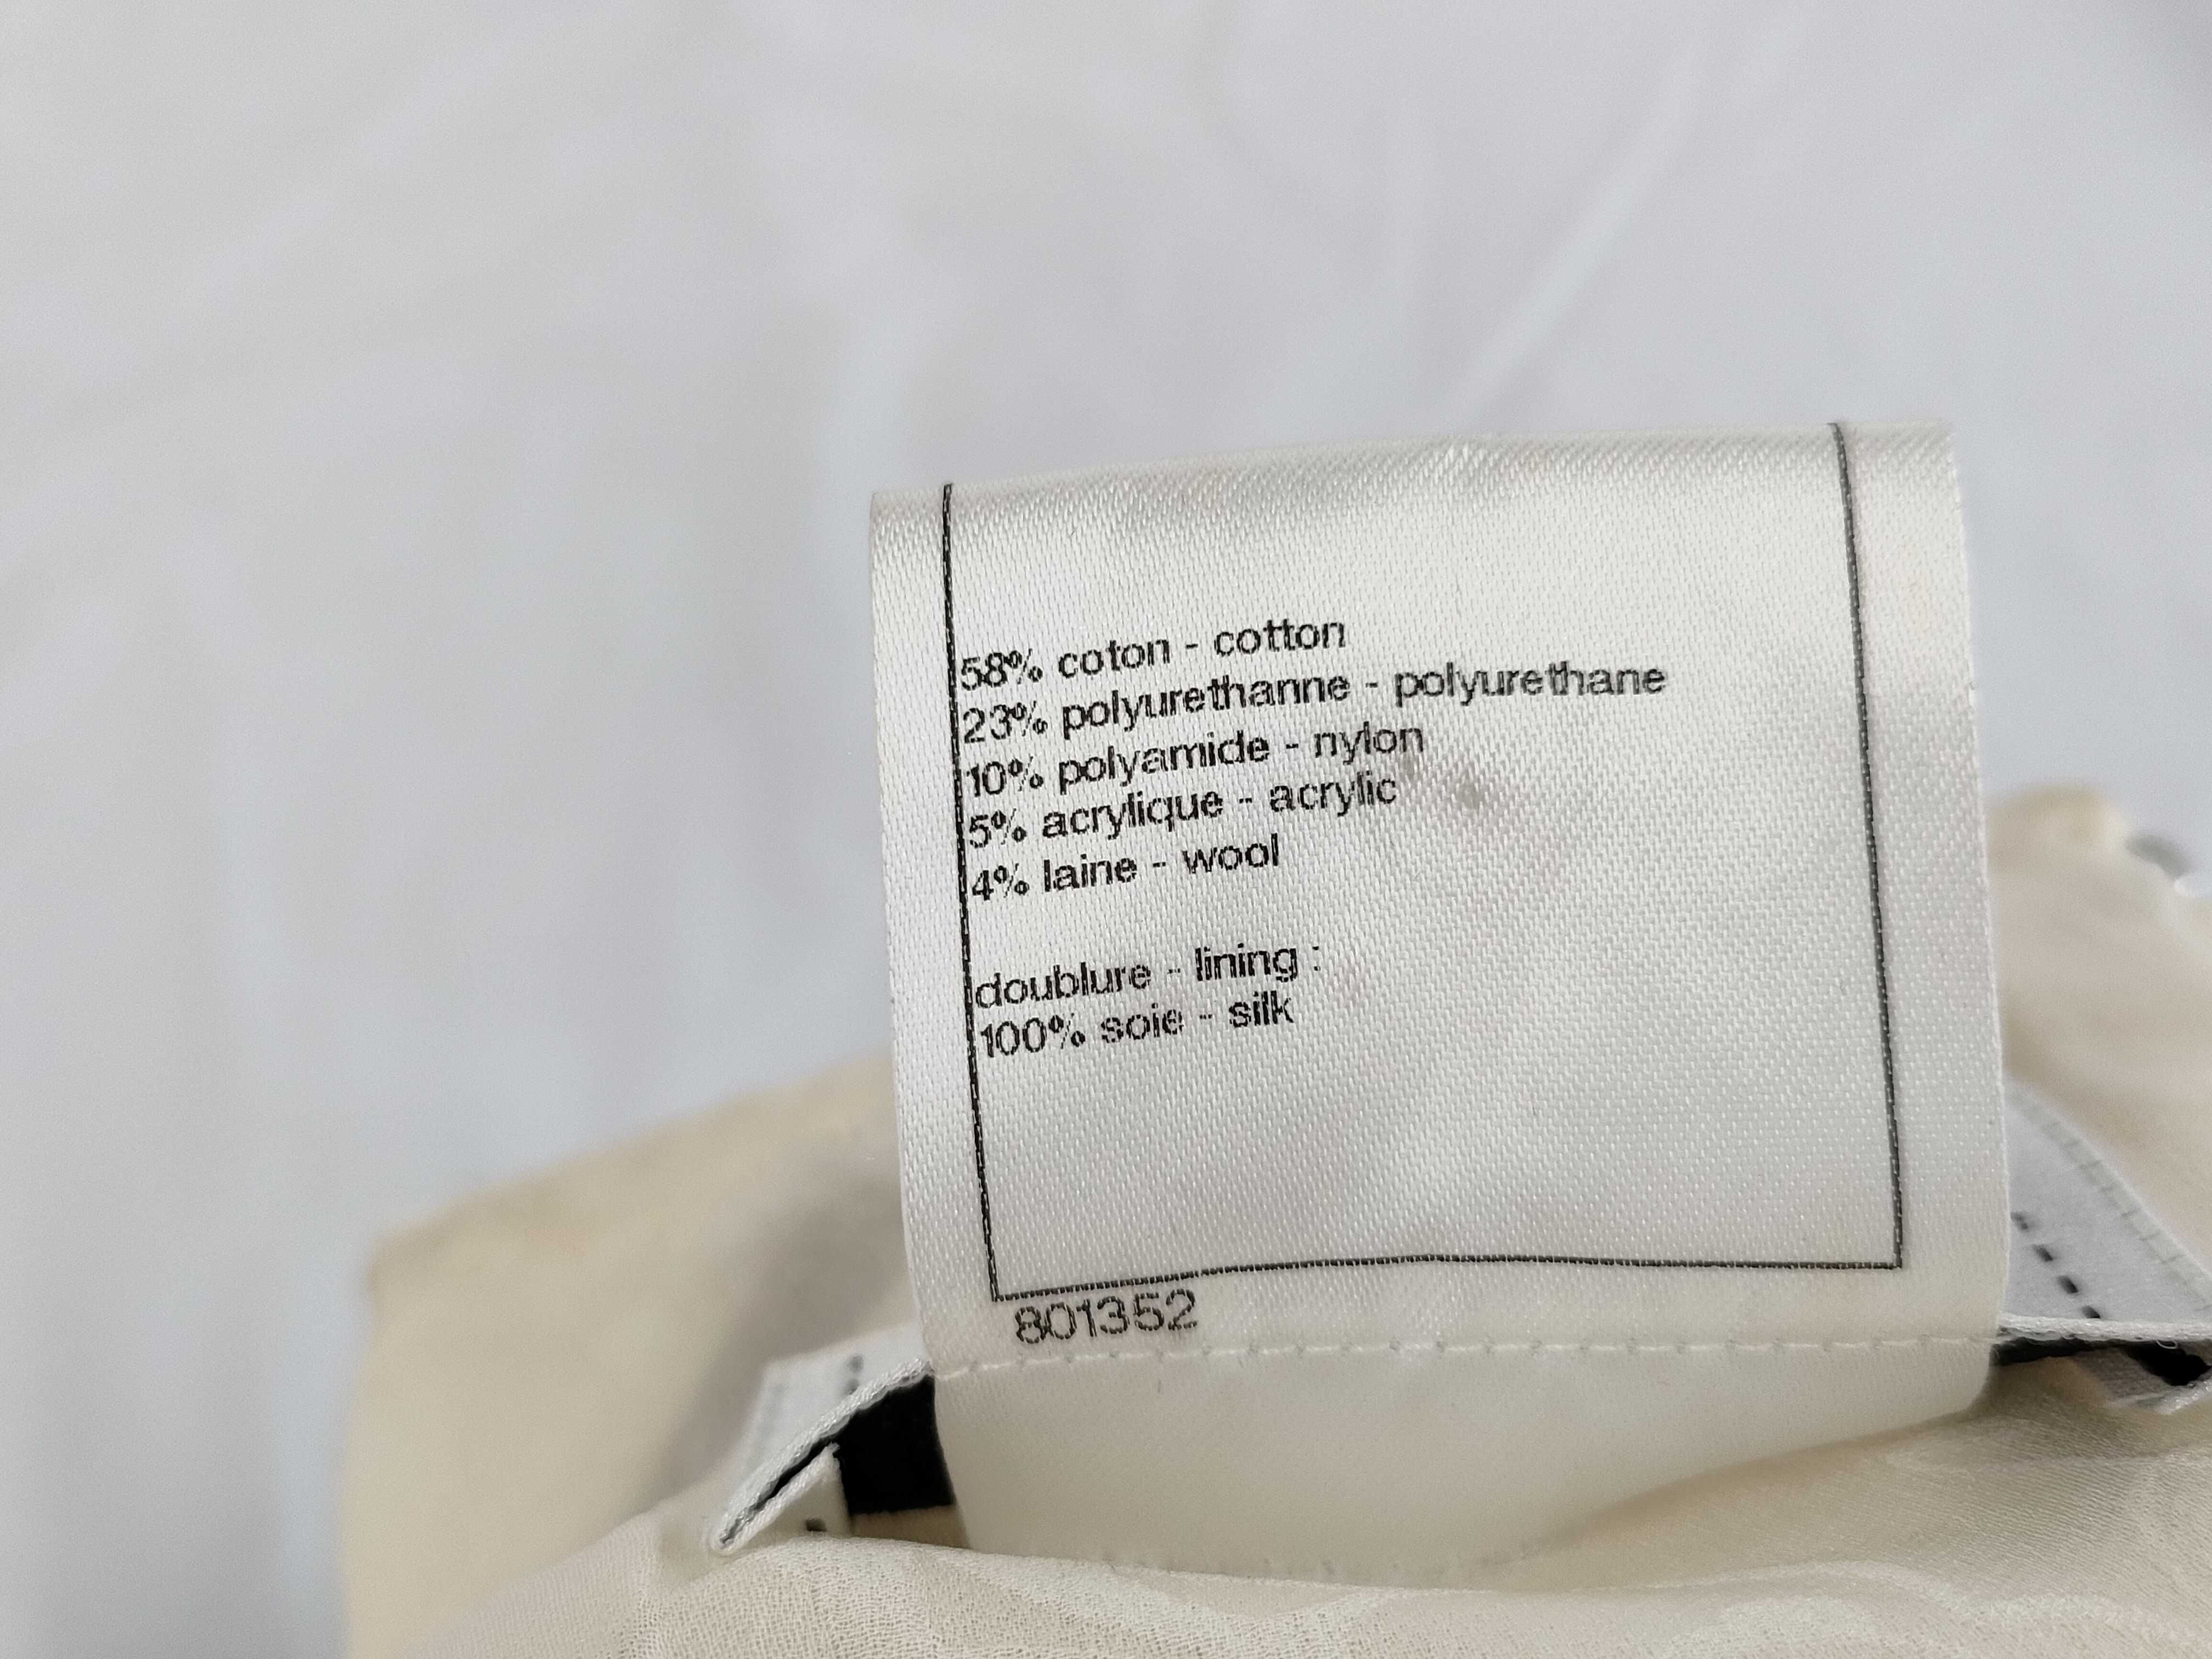 58% coton - cotton
23% polyurethanne - polyurethane
10% polyamide - nylon
5% acrylique - acrylic
4% laine - wool
doublure - lining :
100% soie - silk
801352